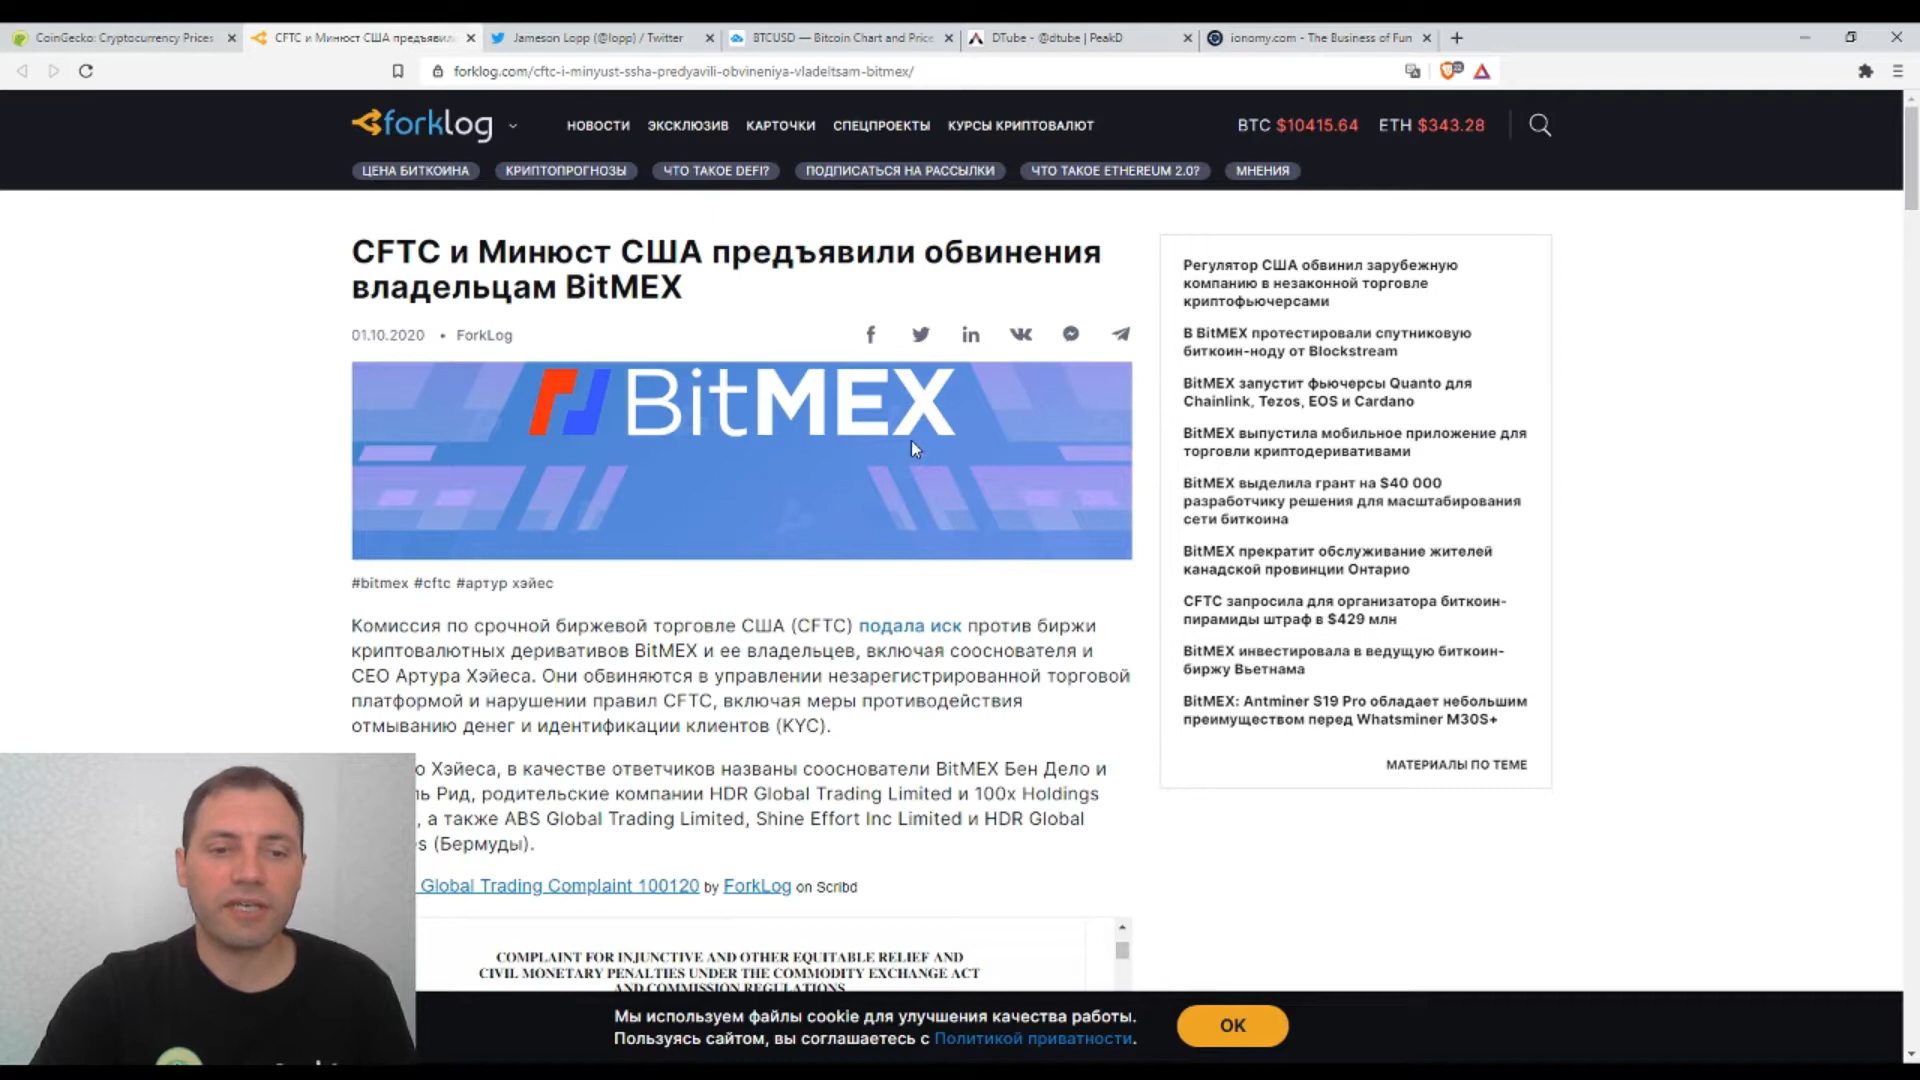 CoinGecko: Cryptocurrency Prices
CFTC и Минюст США предъявил
Jameson Lopp (@lopp) / Twitter
BTCUSD — Bitcoin Chart and Price
DTube - @dtube | PeakD
ionomy.com - The Business of Fun
forklog.com/cftc-i-minyust-ssha-predyavili-obvineniya-vladeltsam-bitmex/
forklog
НОВОСТИ ЭКСКЛЮЗИВ КАРТОЧКИ СПЕЦПРОЕКТЫ КУРСЫ КРИПТОВАЛЮТ
BTC $10415.64 ETH $343.28
ЦЕНА БИТКОИНА КРИПТОПРОГНОЗЫ ЧТО ТАКОЕ DEFI? ПОДПИСАТЬСЯ НА РАССЫЛКИ ЧТО ТАКОЕ ETHEREUM 2.0? МНЕНИЯ
CFTC и Минюст США предъявили обвинения
владельцам BitMEX
01.10.2020 • ForkLog
BitMEX
#bitmex #cftc #артур хэйес
Комиссия по срочной биржевой торговле США (CFTC) подала иск против биржи
криптовалютных деривативов BitMEX и ее владельцев, включая сооснователя и
CEO Артура Хэйеса. Они обвиняются в управлении незарегистрированной торговой
платформой и нарушении правил CFTC, включая меры противодействия
отмыванию денег и идентификации клиентов (KYC).
о Хэйеса, в качестве ответчиков названы сооснователи BitMEX Бен Дело и
ь Рид, родительские компании HDR Global Trading Limited и 100x Holdings
, а также ABS Global Trading Limited, Shine Effort Inc Limited и HDR Global
s (Бермуды).
Global Trading Complaint 100120 by ForkLog on Scribd
COMPLAINT FOR INJUNCTIVE AND OTHER EQUITABLE RELIEF AND
CIVIL MONETARY PENALTIES UNDER THE COMMODITY EXCHANGE ACT
AND COMMISSION REGULATIONS
Регулятор США обвинил зарубежную
компанию в незаконной торговле
криптофьючерсами
В BitMEX протестировали спутниковую
биткоин-ноду от Blockstream
BitMEX запустит фьючерсы Quanto для
Chainlink, Tezos, EOS и Cardano
BitMEX выпустила мобильное приложение для
торговли криптодеривативами
BitMEX выделила грант на $40 000
разработчику решения для масштабирования
сети биткоина
BitMEX прекратит обслуживание жителей
канадской провинции Онтарио
CFTC запросила для организатора биткоин-
пирамиды штраф в $429 млн
BitMEX инвестировала в ведущую биткоин-
биржу Вьетнама
BitMEX: Antminer S19 Pro обладает небольшим
преимуществом перед Whatsminer M30S+
МАТЕРИАЛЫ ПО ТЕМЕ
Мы используем файлы cookie для улучшения качества работы.
Пользуясь сайтом, вы соглашаетесь с Политикой приватности.
OK